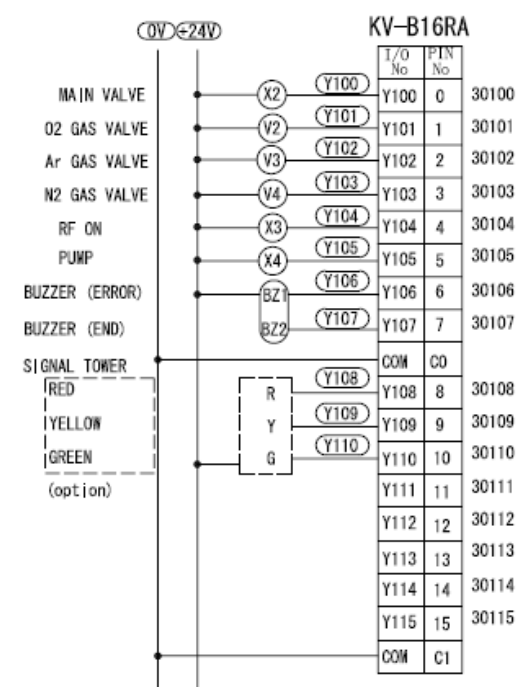 0V +24V KV-B16RA
I/O No PIN No
MAIN VALVE X2 Y100 Y100 0 30100
O2 GAS VALVE V2 Y101 Y101 1 30101
Ar GAS VALVE V3 Y102 Y102 2 30102
N2 GAS VALVE V4 Y103 Y103 3 30103
RF ON X3 Y104 Y104 4 30104
PUMP X4 Y105 Y105 5 30105
BUZZER (ERROR) BZ1 Y106 Y106 6 30106
BUZZER (END) BZ2 Y107 Y107 7 30107
SIGNAL TOWER COM C0
RED R Y108 Y108 8 30108
YELLOW Y Y109 Y109 9 30109
GREEN G Y110 Y110 10 30110
(option) Y111 11 30111
Y112 12 30112
Y113 13 30113
Y114 14 30114
Y115 15 30115
COM C1